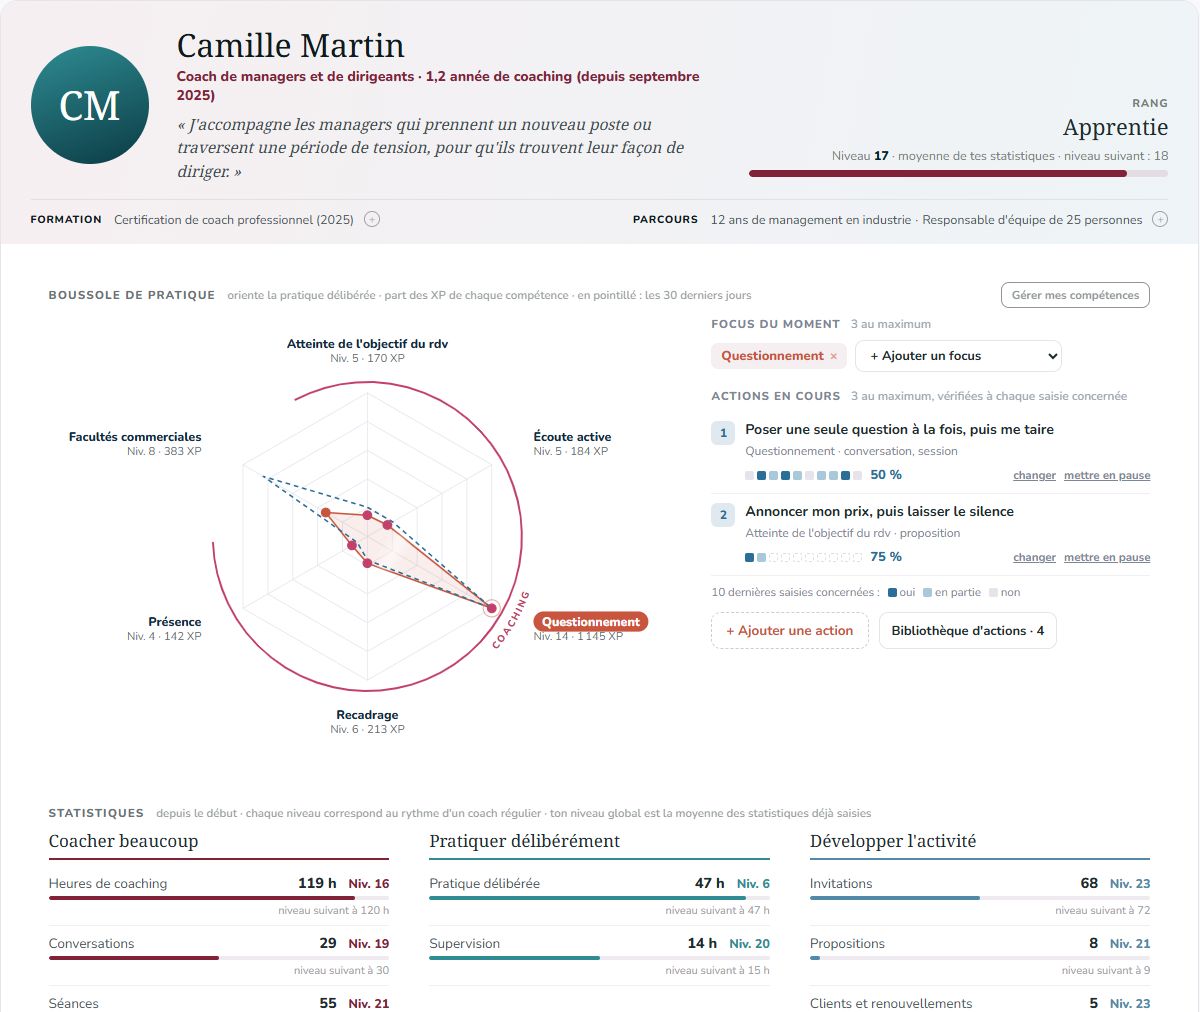 CM
Camille Martin
Coach de managers et de dirigeants · 1,2 année de coaching (depuis septembre
2025)
« J'accompagne les managers qui prennent un nouveau poste ou
traversent une période de tension, pour qu'ils trouvent leur façon de
diriger. »
RANG
Apprentie
Niveau 17 · moyenne de tes statistiques · niveau suivant : 18
FORMATION Certification de coach professionnel (2025) +
PARCOURS 12 ans de management en industrie · Responsable d'équipe de 25 personnes +
BOUSSOLE DE PRATIQUE oriente la pratique délibérée · part des XP de chaque compétence · en pointillé : les 30 derniers jours
Gérer mes compétences
Atteinte de l'objectif du rdv
Niv. 5 · 170 XP
Facultés commerciales
Niv. 8 · 383 XP
Écoute active
Niv. 5 · 184 XP
Présence
Niv. 4 · 142 XP
COACHING
Questionnement
Niv. 14 · 1 145 XP
Recadrage
Niv. 6 · 213 XP
FOCUS DU MOMENT 3 au maximum
Questionnement ×
+ Ajouter un focus
ACTIONS EN COURS 3 au maximum, vérifiées à chaque saisie concernée
1 Poser une seule question à la fois, puis me taire
Questionnement · conversation, session
50 % changer mettre en pause
2 Annoncer mon prix, puis laisser le silence
Atteinte de l'objectif du rdv · proposition
75 % changer mettre en pause
10 dernières saisies concernées : oui en partie non
+ Ajouter une action
Bibliothèque d'actions · 4
STATISTIQUES depuis le début · chaque niveau correspond au rythme d'un coach régulier · ton niveau global est la moyenne des statistiques déjà saisies
Coacher beaucoup
Heures de coaching 119 h Niv. 16
niveau suivant à 120 h
Conversations 29 Niv. 19
niveau suivant à 30
Séances 55 Niv. 21
Pratiquer délibérément
Pratique délibérée 47 h Niv. 6
niveau suivant à 47 h
Supervision 14 h Niv. 20
niveau suivant à 15 h
Développer l'activité
Invitations 68 Niv. 23
niveau suivant à 72
Propositions 8 Niv. 21
niveau suivant à 9
Clients et renouvellements 5 Niv. 23